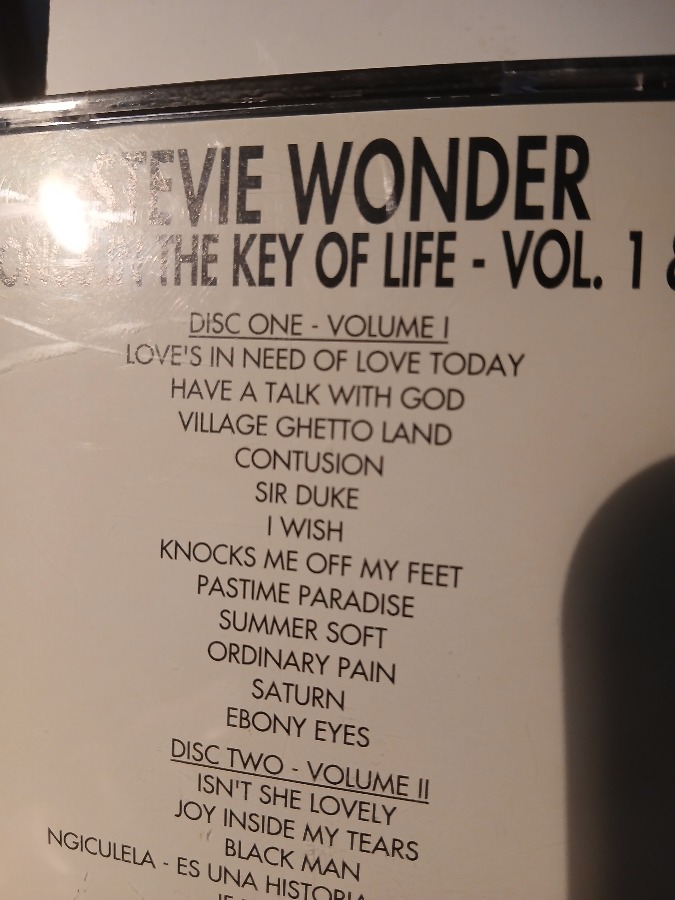 STEVIE WONDER
IN THE KEY OF LIFE - VOL. 1 &
DISC ONE - VOLUME I
LOVE'S IN NEED OF LOVE TODAY
HAVE A TALK WITH GOD
VILLAGE GHETTO LAND
CONTUSION
SIR DUKE
I WISH
KNOCKS ME OFF MY FEET
PASTIME PARADISE
SUMMER SOFT
ORDINARY PAIN
SATURN
EBONY EYES
DISC TWO - VOLUME II
ISN'T SHE LOVELY
JOY INSIDE MY TEARS
BLACK MAN
NGICULELA - ES UNA HISTORIA